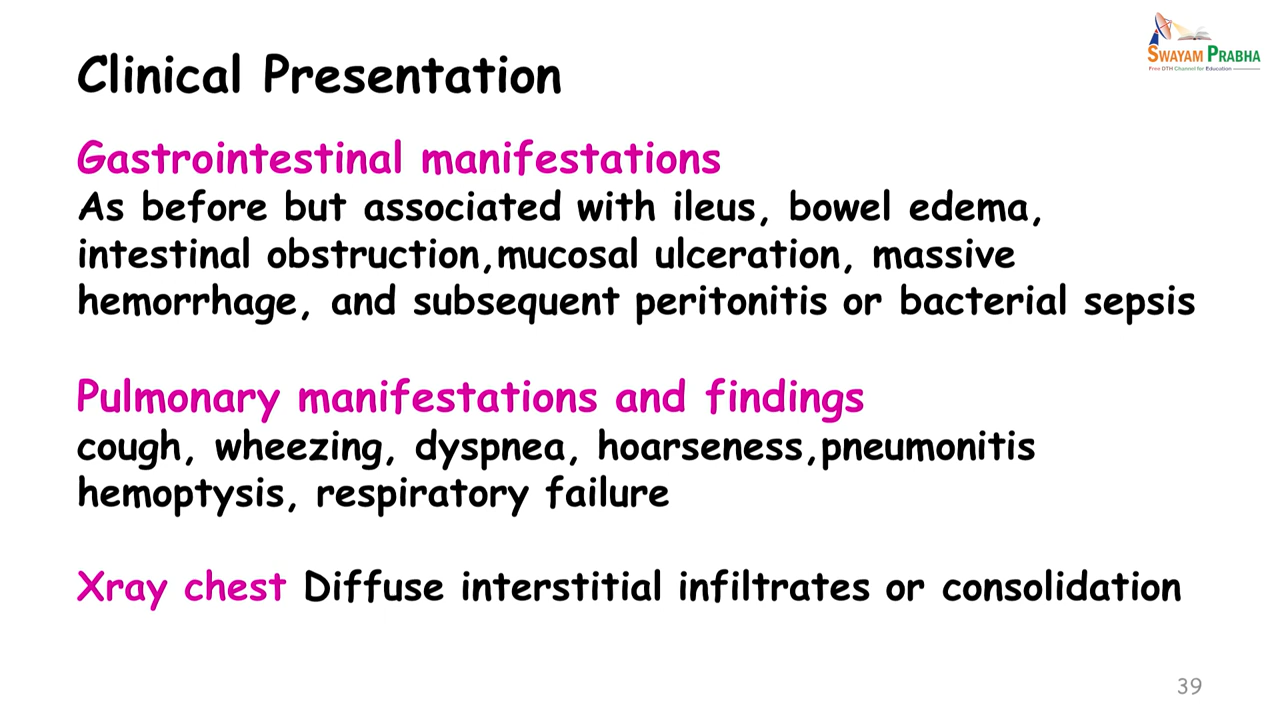 SWAYAM PRABHA
Free DTH Channel for Education
Clinical Presentation
Gastrointestinal manifestations
As before but associated with ileus, bowel edema,
intestinal obstruction,mucosal ulceration, massive
hemorrhage, and subsequent peritonitis or bacterial sepsis
Pulmonary manifestations and findings
cough, wheezing, dyspnea, hoarseness,pneumonitis
hemoptysis, respiratory failure
Xray chest Diffuse interstitial infiltrates or consolidation
39